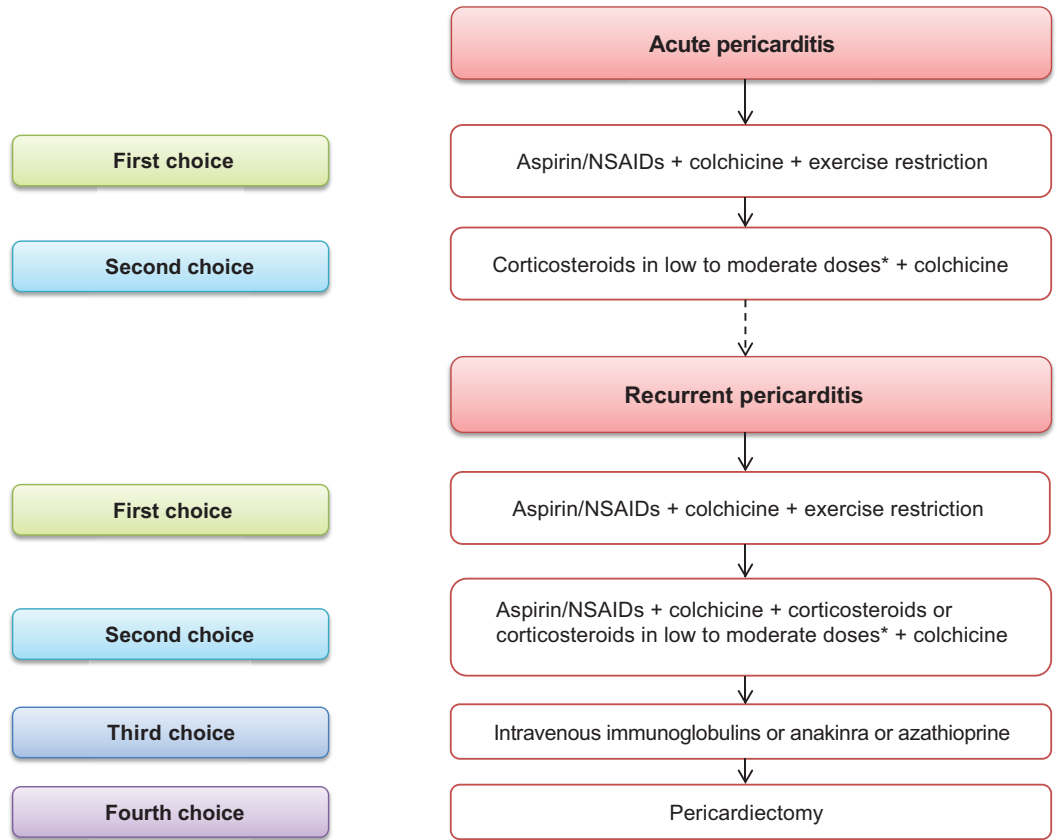 Acute pericarditis
First choice
Aspirin/NSAIDs + colchicine + exercise restriction
Second choice
Corticosteroids in low to moderate doses* + colchicine
Recurrent pericarditis
First choice
Aspirin/NSAIDs + colchicine + exercise restriction
Second choice
Aspirin/NSAIDs + colchicine + corticosteroids or
corticosteroids in low to moderate doses* + colchicine
Third choice
Intravenous immunoglobulins or anakinra or azathioprine
Fourth choice
Pericardiectomy